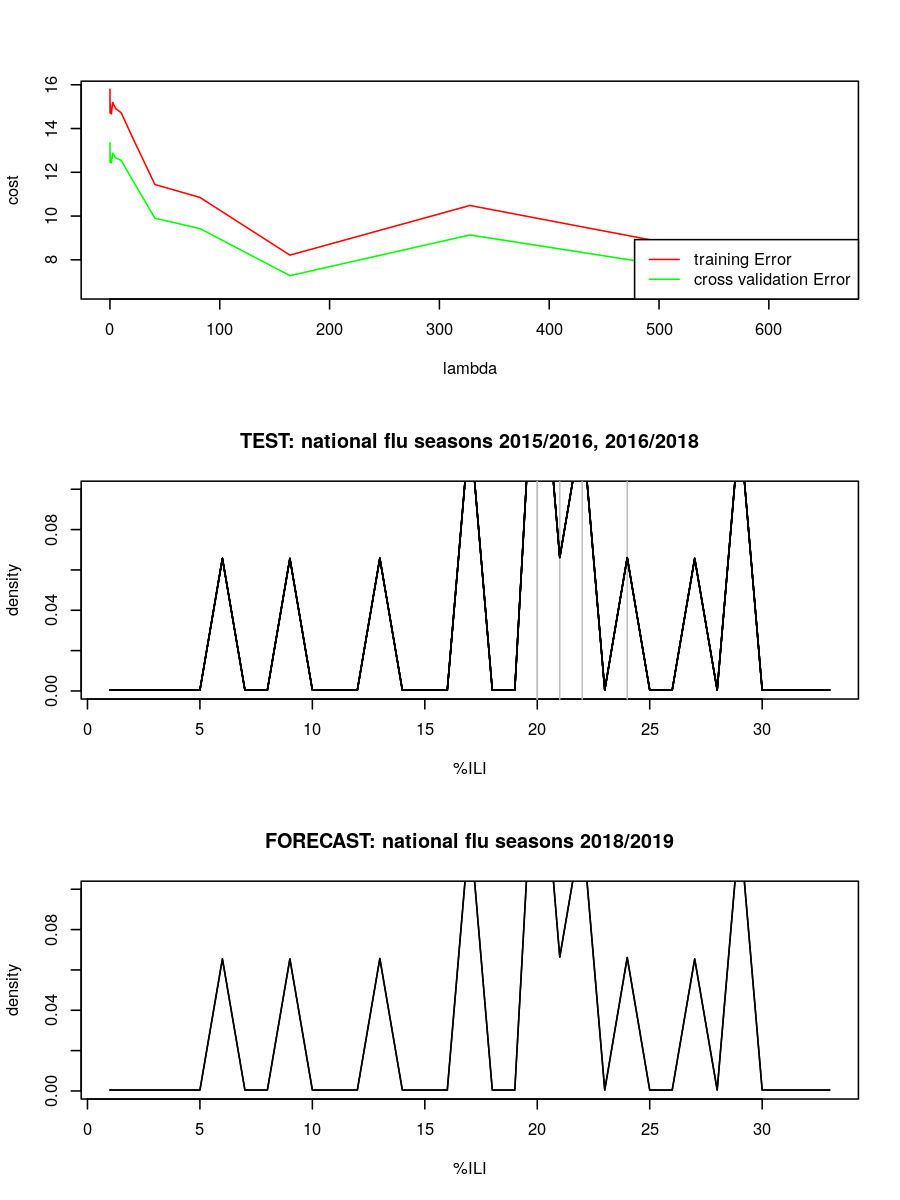 16
14
12
10
8
cost
training Error
cross validation Error
0 100 200 300 400 500 600
lambda
TEST: national flu seasons 2015/2016, 2016/2018
0.08
0.04
0.00
density
0 5 10 15 20 25 30
%ILI
FORECAST: national flu seasons 2018/2019
0.08
0.04
0.00
density
0 5 10 15 20 25 30
%ILI